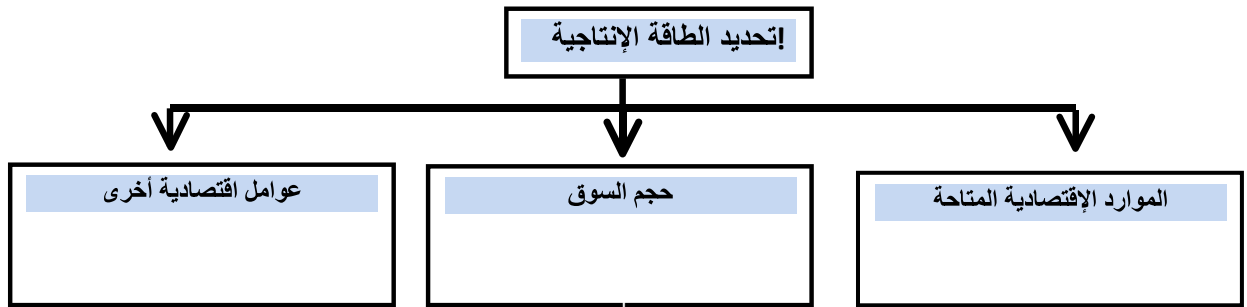 تحديد الطاقة الإنتاجية!
الموارد الإقتصادية المتاحة
حجم السوق
عوامل اقتصادية أخرى